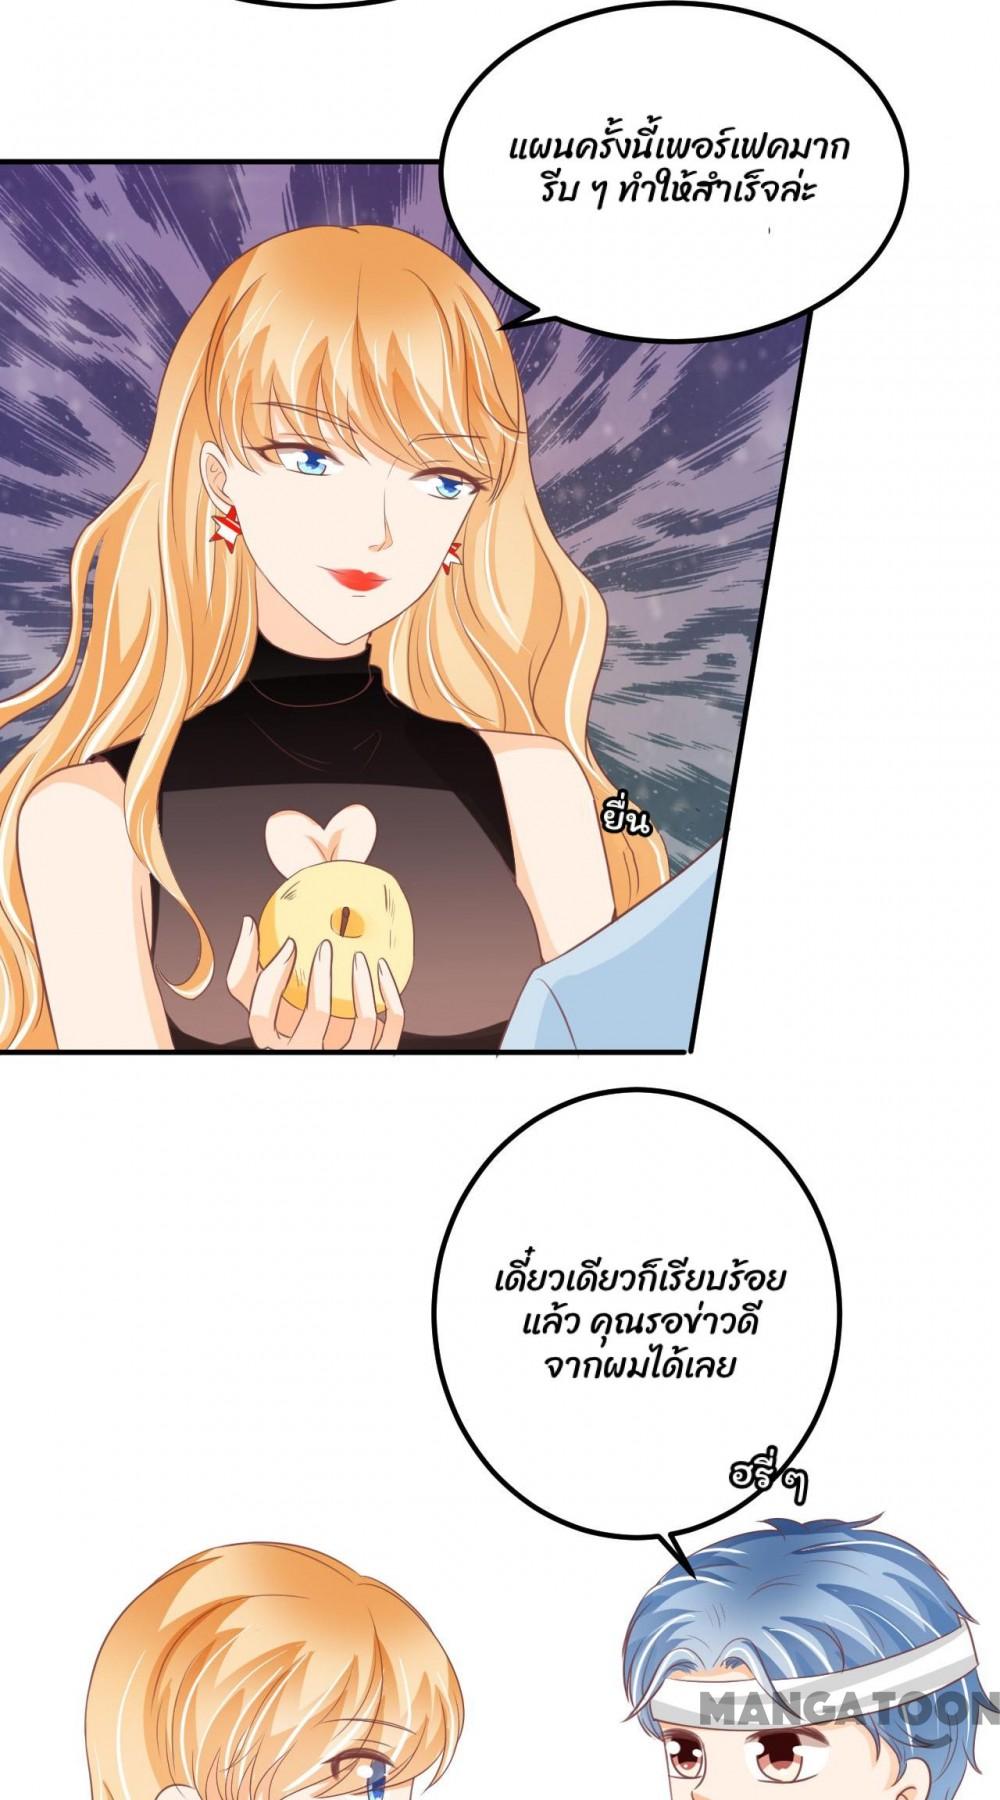 แผนครั้งนี้เพอร์เฟคมาก
รีบ ๆ ทำให้สำเร็จล่ะ
ยื่น
เดี๋ยวเดียวก็เรียบร้อย
แล้ว คุณรอข่าวดี
จากผมได้เลย
ฮรี่ ๆ
MANGATOON